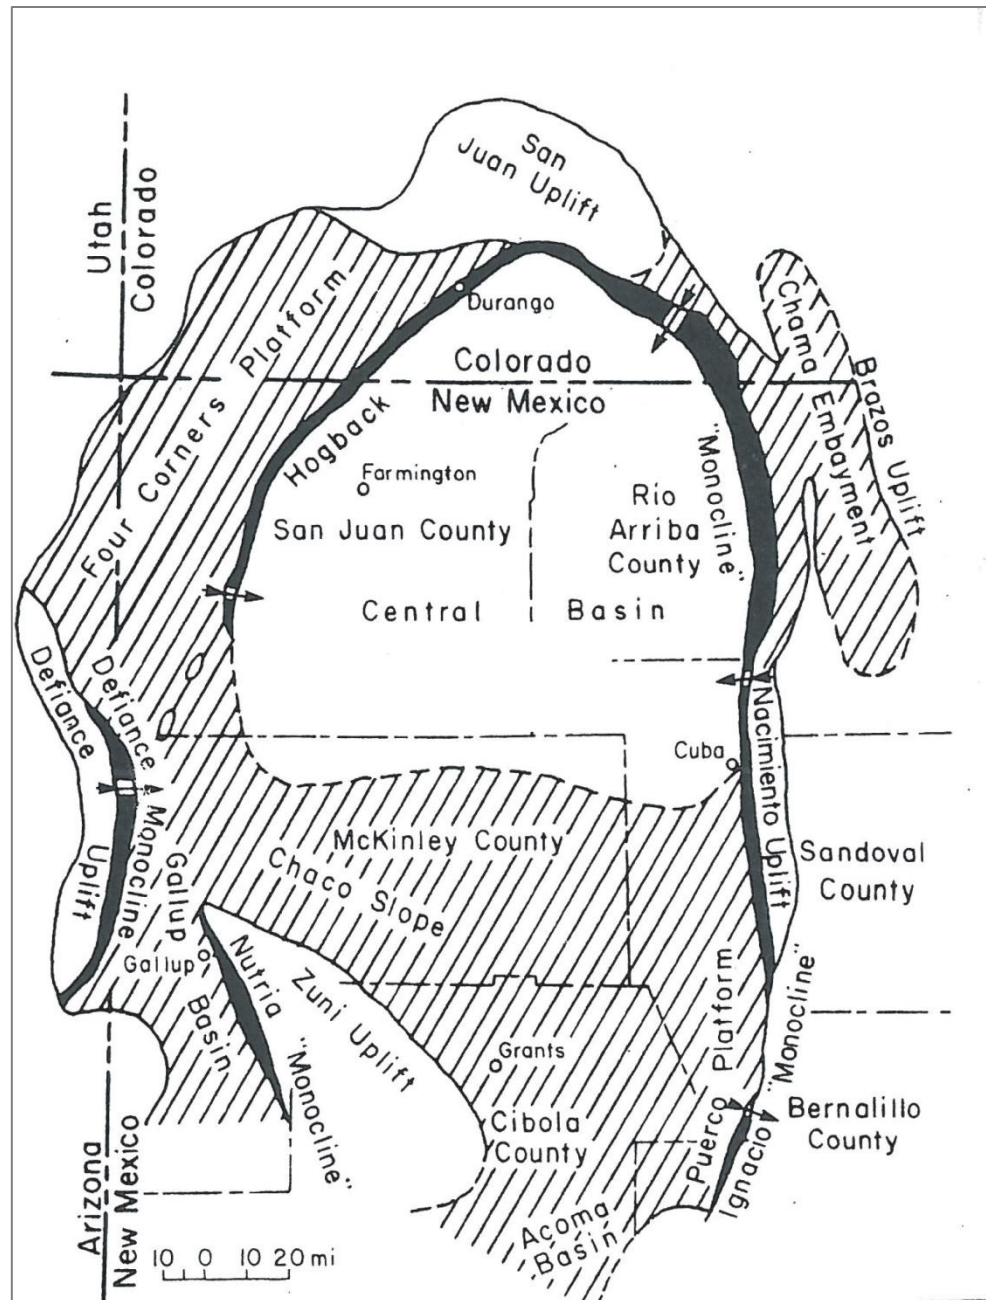 San
Juan Uplift
Utah
Colorado
Four Corners Platform
Durango
Colorado
New Mexico
Chama Embayment
Brazos Uplift
Hogback
"Monocline"
Farmington
San Juan County
Rio
Arriba
County
Central Basin
Defiance Uplift
Defiance Monocline
Cuba
Nacimiento Uplift
Sandoval
County
McKinley County
Chaco Slope
Gallup Basin
Gallup
Nutria "Monocline"
Zuni Uplift
Grants
Cibola
County
Puerco Platform
Ignacio "Monocline"
Bernalillo
County
Acoma
Basin
Arizona
New Mexico
10 0 10 20 mi